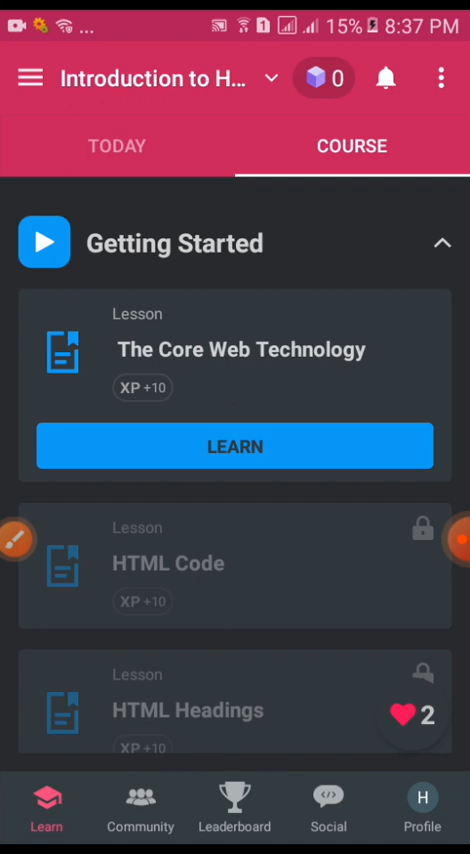 ... 1 15% 8:37 PM
Introduction to H... 0
TODAY COURSE
Getting Started
Lesson
The Core Web Technology
XP +10
LEARN
Lesson
HTML Code
XP +10
Lesson
HTML Headings
2
XP +10
Learn Community Leaderboard Social H Profile